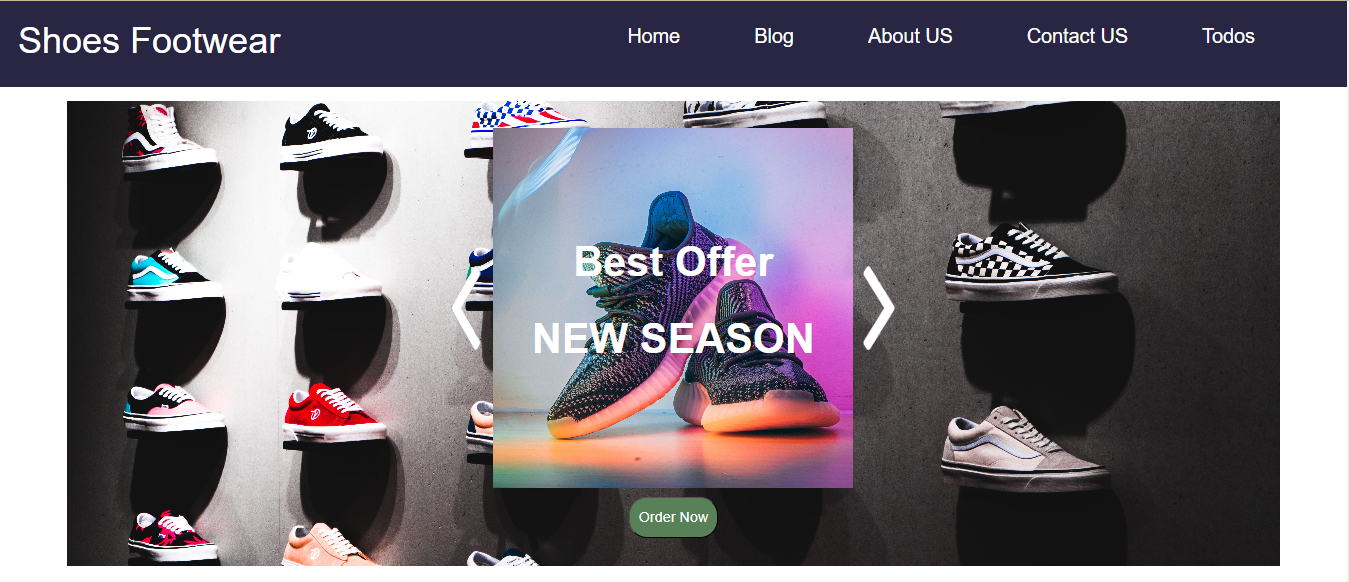 Shoes Footwear
Home Blog About US Contact US Todos
Best Offer
NEW SEASON
Order Now